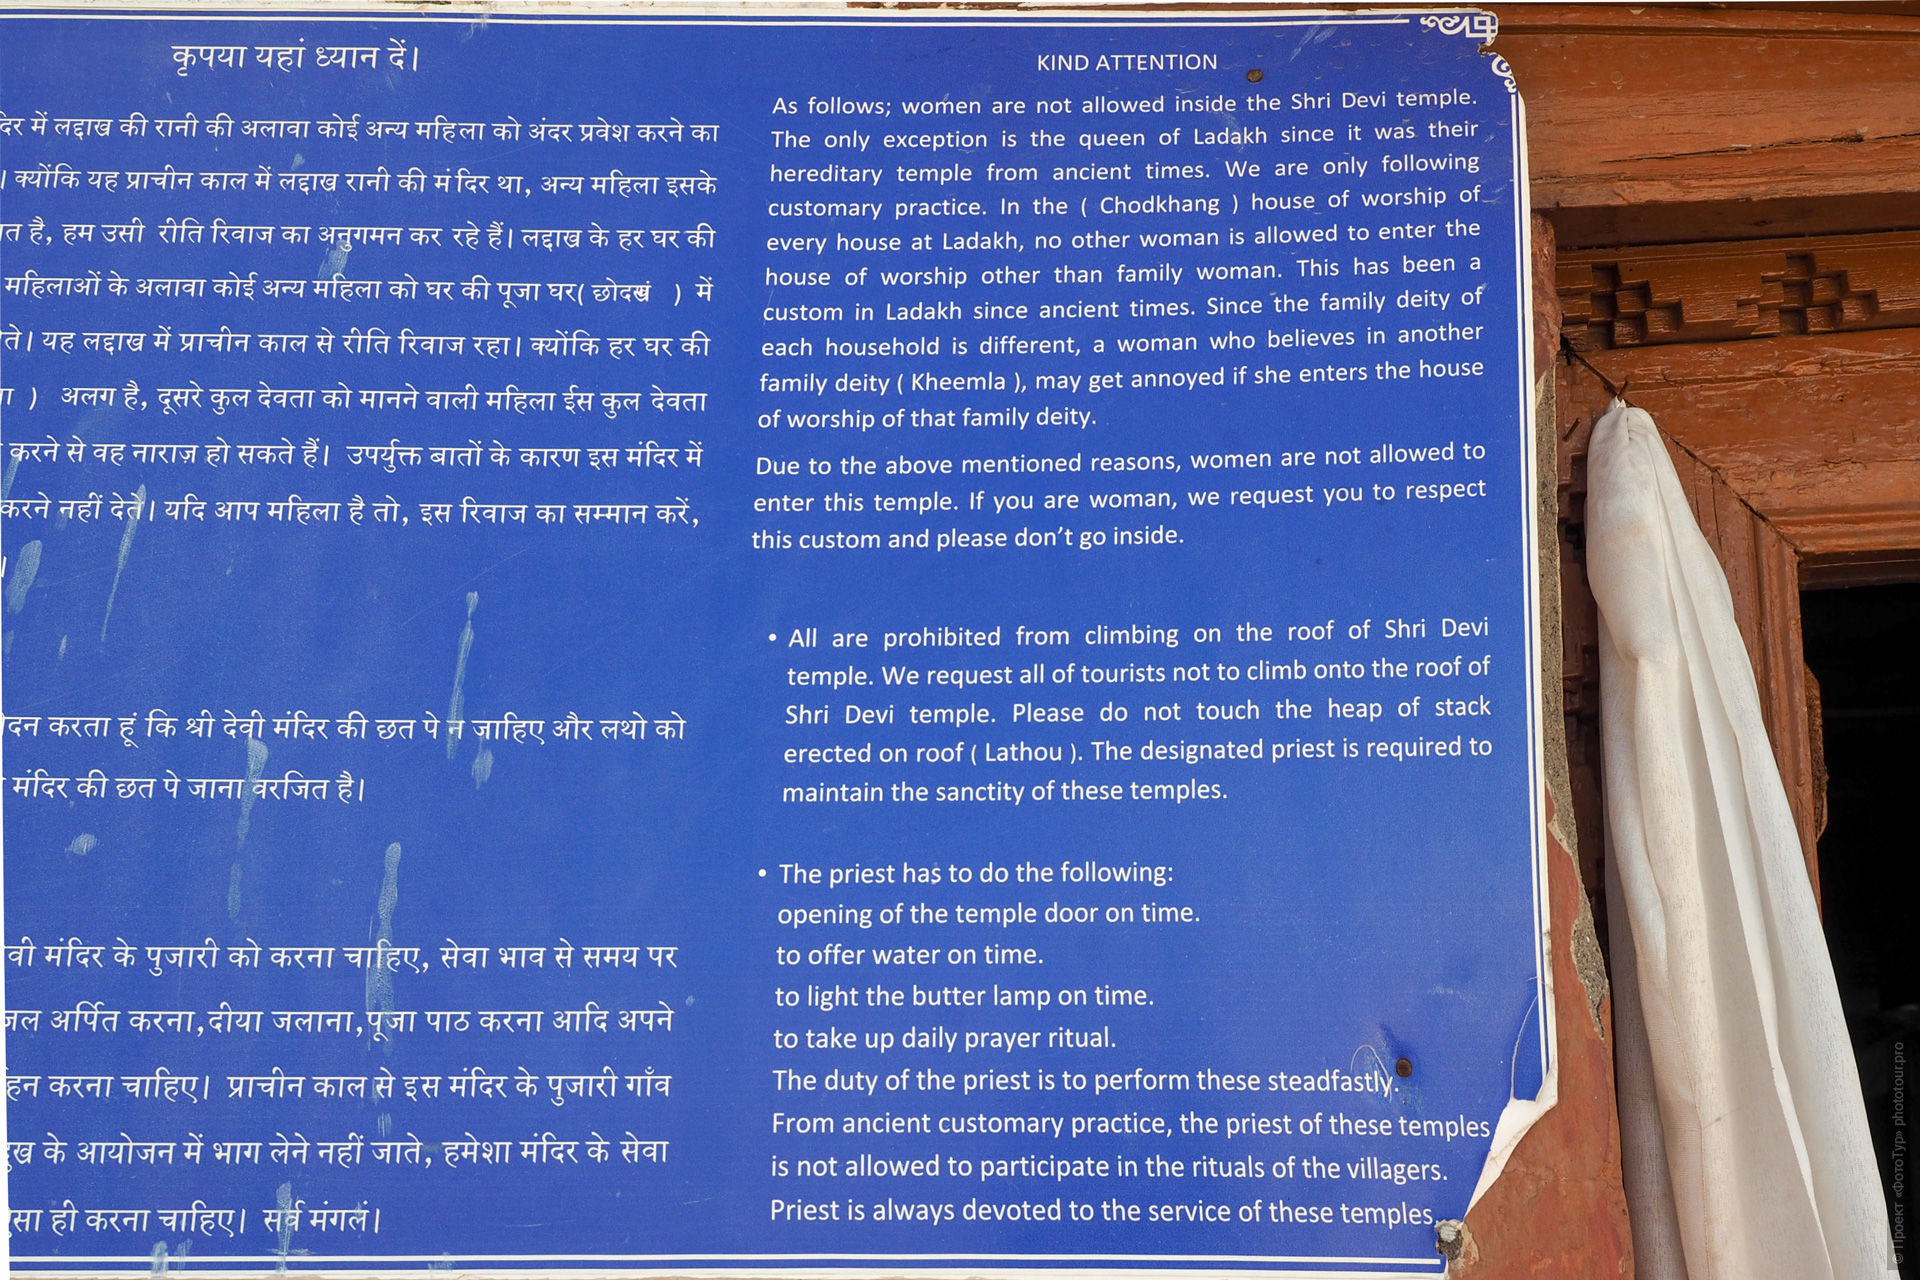 कृपया यहां ध्यान दें।
में लद्दाख की रानी की अलावा कोई अन्य महिला को अंदर प्रवेश करने का
। क्योंकि यह प्राचीन काल में लद्दाख रानी की मंदिर था, अन्य महिला इसके
है, हम उसी रीति रिवाज का अनुगमन कर रहे हैं। लद्दाख के हर घर की
महिलाओं के अलावा कोई अन्य महिला को घर की पूजा घर( छोदखं ) में
यह लद्दाख में प्राचीन काल से रीति रिवाज रहा। क्योंकि हर घर की
) अलग है, दूसरे कुल देवता को मानने वाली महिला ईस कुल देवता
करने से वह नाराज़ हो सकते हैं। उपर्युक्त बातों के कारण इस मंदिर में
करने नहीं देते। यदि आप महिला है तो, इस रिवाज का सम्मान करें,
।
करता हूं कि श्री देवी मंदिर की छत पे न जाहिए और लथो को
मंदिर की छत पे जाना वरजित है।
मंदिर के पुजारी को करना चाहिए, सेवा भाव से समय पर
जल अर्पित करना,दीया जलाना,पूजा पाठ करना आदि अपने
करना चाहिए। प्राचीन काल से इस मंदिर के पुजारी गाँव
के आयोजन में भाग लेने नहीं जाते, हमेशा मंदिर के सेवा
ही करना चाहिए। सर्व मंगलं।
KIND ATTENTION
As follows; women are not allowed inside the Shri Devi temple.
The only exception is the queen of Ladakh since it was their
hereditary temple from ancient times. We are only following
customary practice. In the ( Chodkhang ) house of worship of
every house at Ladakh, no other woman is allowed to enter the
house of worship other than family woman. This has been a
custom in Ladakh since ancient times. Since the family deity of
each household is different, a woman who believes in another
family deity ( Kheemla ), may get annoyed if she enters the house
of worship of that family deity.
Due to the above mentioned reasons, women are not allowed to
enter this temple. If you are woman, we request you to respect
this custom and please don't go inside.
• All are prohibited from climbing on the roof of Shri Devi
temple. We request all of tourists not to climb onto the roof of
Shri Devi temple. Please do not touch the heap of stack
erected on roof ( Lathou ). The designated priest is required to
maintain the sanctity of these temples.
• The priest has to do the following:
opening of the temple door on time.
to offer water on time.
to light the butter lamp on time.
to take up daily prayer ritual.
The duty of the priest is to perform these steadfastly.
From ancient customary practice, the priest of these temples
is not allowed to participate in the rituals of the villagers.
Priest is always devoted to the service of these temples.
© Проект «ФотоТур» phototour.pro